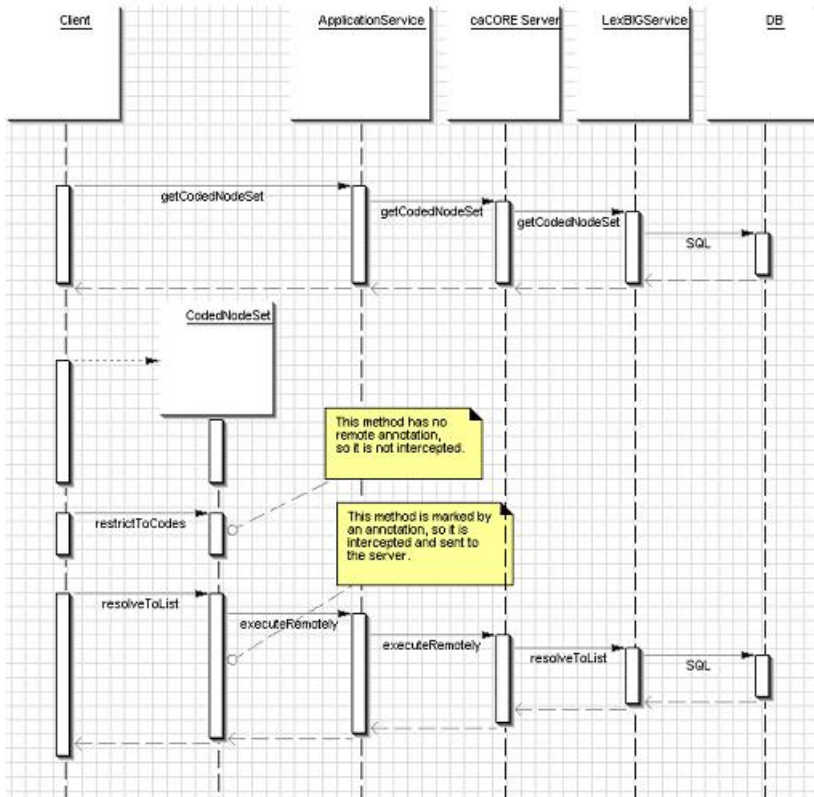 Client
ApplicationService
caCORE Server
LexBIGService
DB
getCodedNodeSet
getCodedNodeSet
getCodedNodeSet
SQL
CodedNodeSet
This method has no
remote annotation,
so it is not intercepted.
restrictToCodes
This method is marked by
an annotation, so it is
intercepted and sent to
the server.
resolveToList
executeRemotely
executeRemotely
resolveToList
SQL